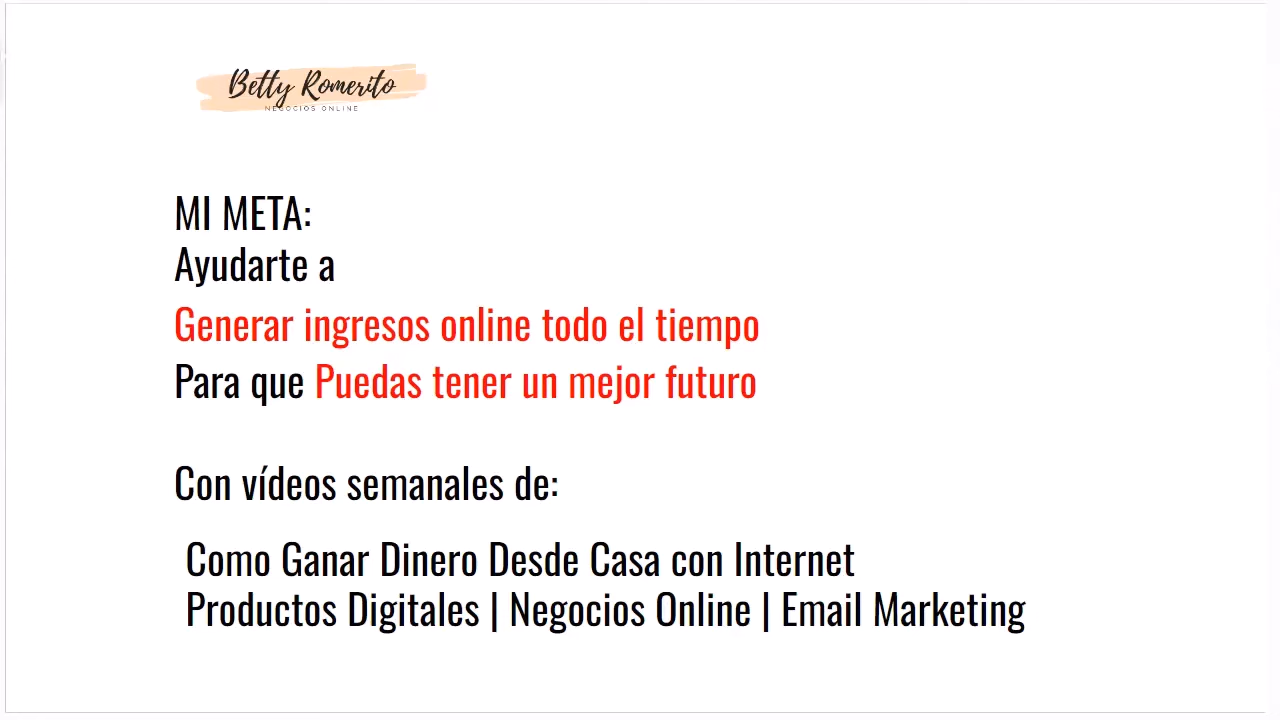 Betty Romerito
NEGOCIOS ONLINE
MI META:
Ayudarte a
Generar ingresos online todo el tiempo
Para que Puedas tener un mejor futuro
Con vídeos semanales de:
Como Ganar Dinero Desde Casa con Internet
Productos Digitales | Negocios Online | Email Marketing